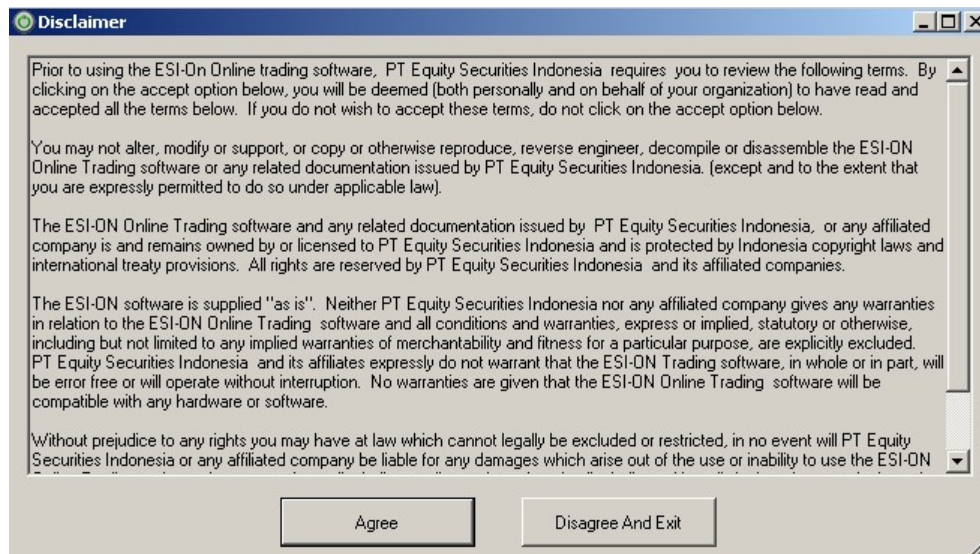 Disclaimer
Prior to using the ESI-On Online trading software, PT Equity Securities Indonesia requires you to review the following terms. By
clicking on the accept option below, you will be deemed (both personally and on behalf of your organization) to have read and
accepted all the terms below. If you do not wish to accept these terms, do not click on the accept option below.
You may not alter, modify or support, or copy or otherwise reproduce, reverse engineer, decompile or disassemble the ESI-ON
Online Trading software or any related documentation issued by PT Equity Securities Indonesia. (except and to the extent that
you are expressly permitted to do so under applicable law).
The ESI-ON Online Trading software and any related documentation issued by PT Equity Securities Indonesia, or any affiliated
company is and remains owned by or licensed to PT Equity Securities Indonesia and is protected by Indonesia copyright laws and
international treaty provisions. All rights are reserved by PT Equity Securities Indonesia and its affiliated companies.
The ESI-ON software is supplied "as is". Neither PT Equity Securities Indonesia nor any affiliated company gives any warranties
in relation to the ESI-ON Online Trading software and all conditions and warranties, express or implied, statutory or otherwise,
including but not limited to any implied warranties of merchantability and fitness for a particular purpose, are explicitly excluded.
PT Equity Securities Indonesia and its affiliates expressly do not warrant that the ESI-ON Trading software, in whole or in part, will
be error free or will operate without interruption. No warranties are given that the ESI-ON Online Trading software will be
compatible with any hardware or software.
Without prejudice to any rights you may have at law which cannot legally be excluded or restricted, in no event will PT Equity
Securities Indonesia or any affiliated company be liable for any damages which arise out of the use or inability to use the ESI-ON
Agree
Disagree And Exit